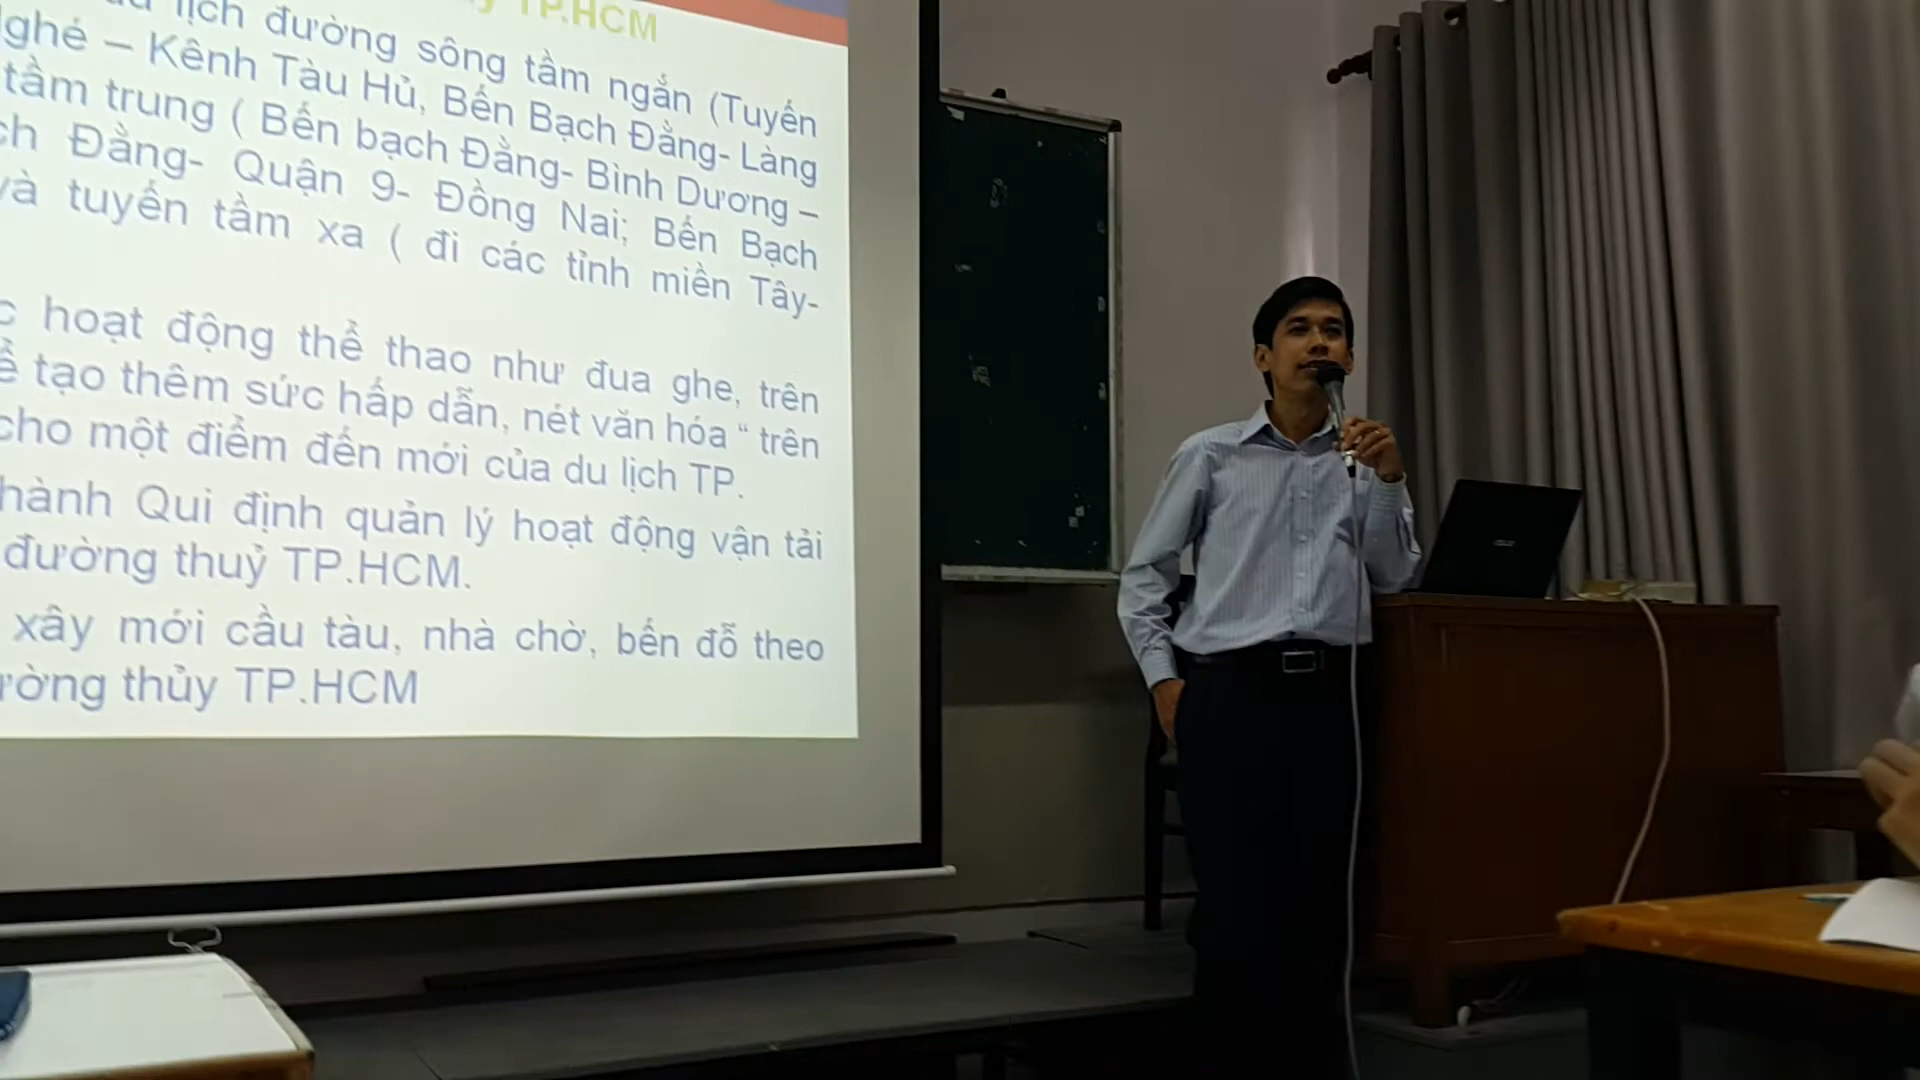 TP.HCM
lịch đường sông tầm ngắn (Tuyến
Nghé – Kênh Tàu Hủ, Bến Bạch Đằng- Làng
tầm trung ( Bến bạch Đằng- Bình Dương –
ch Đằng- Quận 9- Đồng Nai; Bến Bạch
và tuyến tầm xa ( đi các tỉnh miền Tây-
c hoạt động thể thao như đua ghe, trên
ể tạo thêm sức hấp dẫn, nét văn hóa “ trên
cho một điểm đến mới của du lịch TP.
hành Qui định quản lý hoạt động vận tải
đường thuỷ TP.HCM.
xây mới cầu tàu, nhà chờ, bến đỗ theo
ường thủy TP.HCM
ASUS